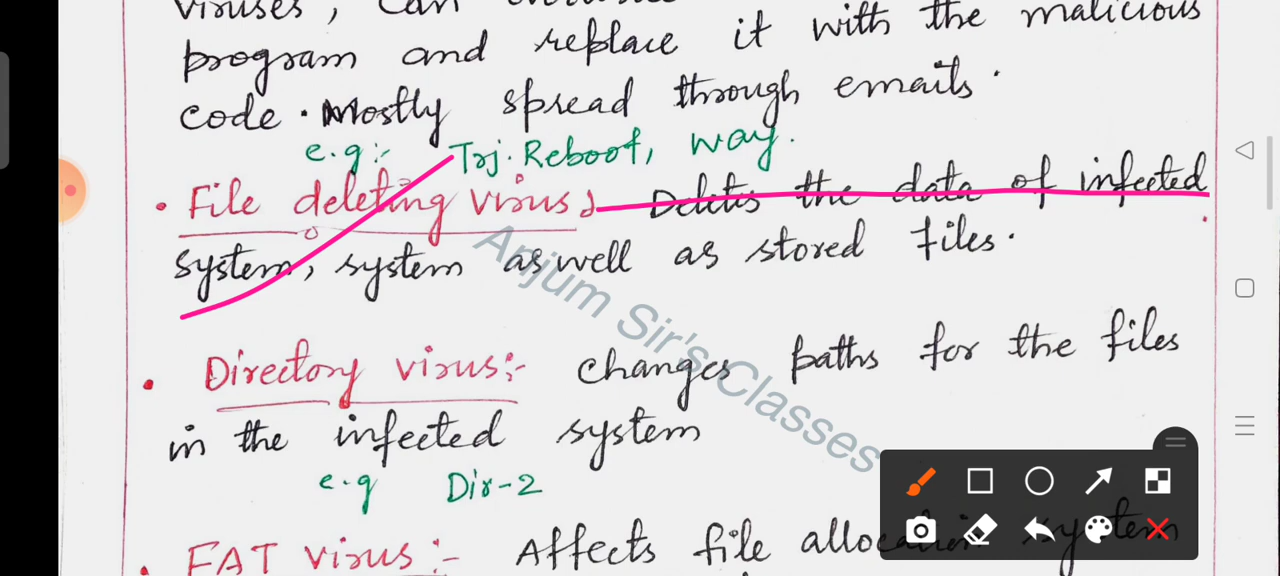 viruses, can
program and replace it with the malicious
code. Mostly spread through emails.
e.g:- Trj.Reboot, way.
• File deleting virus Deletes the data of infected
system, system as well as stored files.
• Directory virus:- changes paths for the files
in the infected system
e.g Dir-2
• FAT virus:- Affects file allocation system
Anjum Sir's Classes